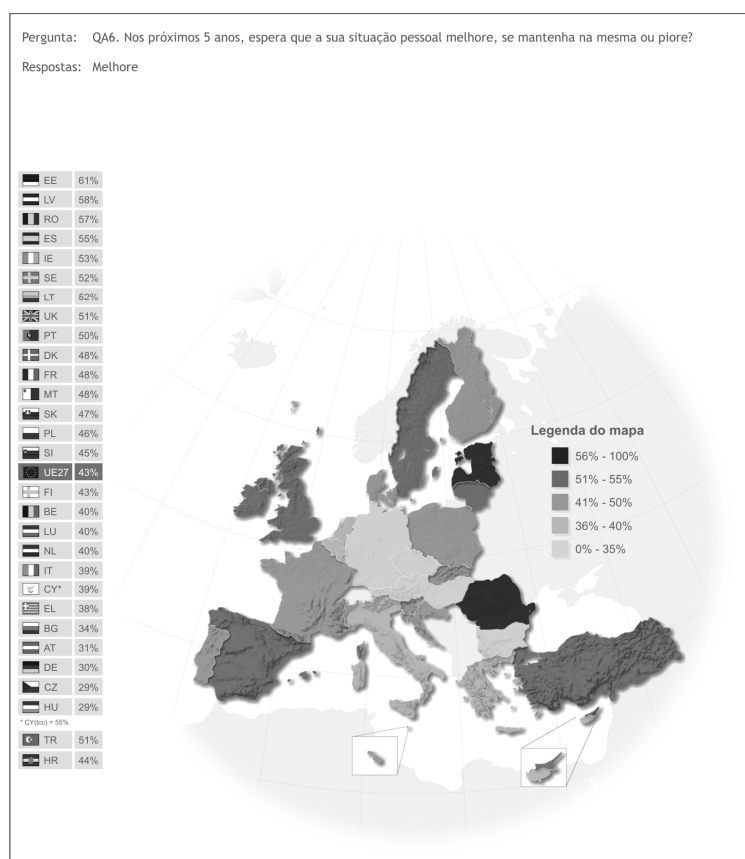 Pergunta: QA6. Nos próximos 5 anos, espera que a sua situação pessoal melhore, se mantenha na mesma ou piore?
Respostas: Melhore
EE 61%
LV 58%
RO 57%
ES 55%
IE 53%
SE 52%
LT 52%
UK 51%
PT 50%
DK 48%
FR 48%
MT 48%
SK 47%
PL 46%
SI 45%
UE27 43%
FI 43%
BE 40%
LU 40%
NL 40%
IT 39%
CY* 39%
EL 38%
BG 34%
AT 31%
DE 30%
CZ 29%
HU 29%
* CY(tcc) = 55%
TR 51%
HR 44%
Legenda do mapa
56% - 100%
51% - 55%
41% - 50%
36% - 40%
0% - 35%